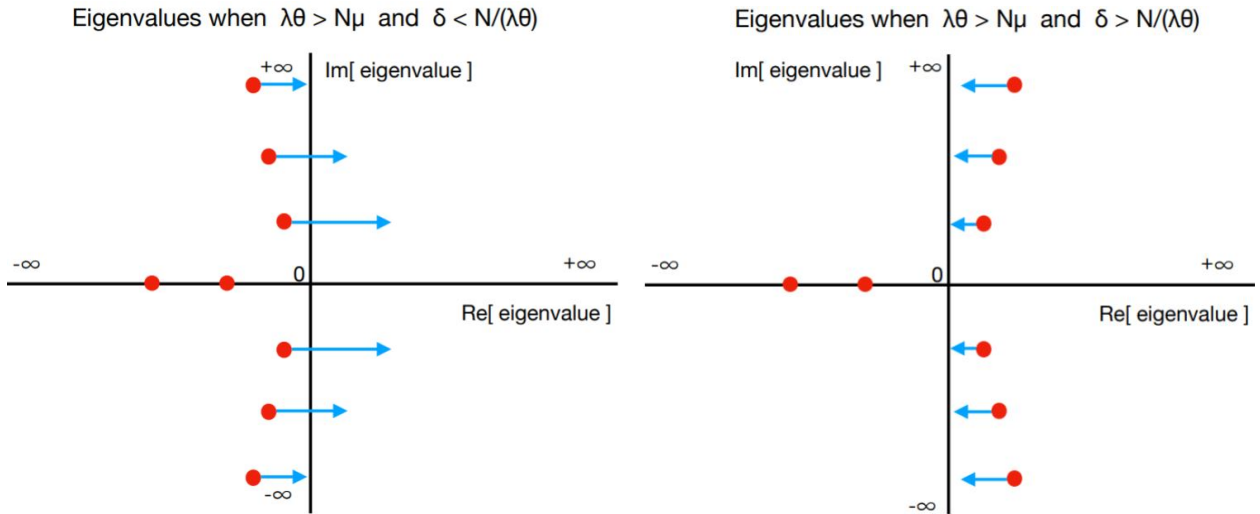 Eigenvalues when λθ > Nμ and δ < N/(λθ)
+∞
Im[ eigenvalue ]
-∞
0
+∞
Re[ eigenvalue ]
-∞
Eigenvalues when λθ > Nμ and δ > N/(λθ)
Im[ eigenvalue ]
+∞
-∞
0
+∞
Re[ eigenvalue ]
-∞